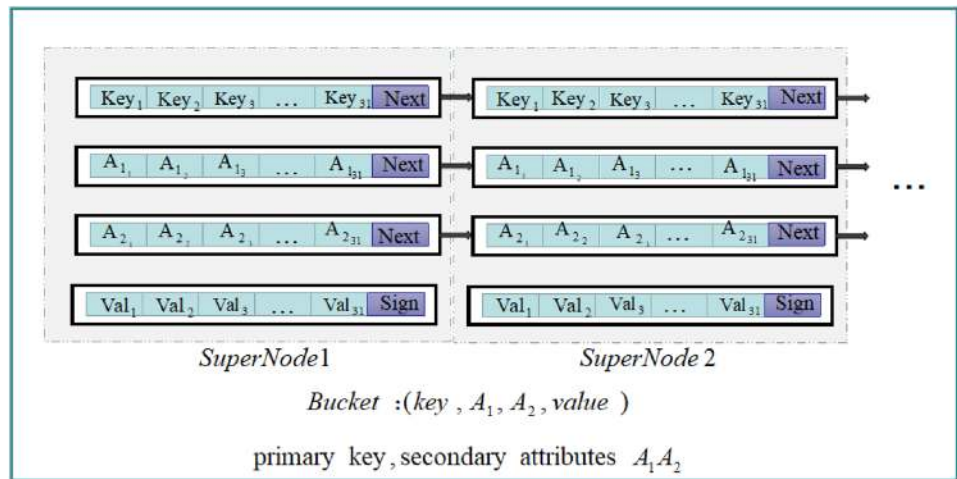 Key₁ Key₂ Key₃ ... Key₃₁ Next Key₁ Key₂ Key₃ ... Key₃₁ Next
A₁₁ A₁₂ A₁₃ ... A₁₃₁ Next A₁₁ A₁₂ A₁₃ ... A₁₃₁ Next
...
A₂₁ A₂₂ A₂₃ ... A₂₃₁ Next A₂₁ A₂₂ A₂₃ ... A₂₃₁ Next
Val₁ Val₂ Val₃ ... Val₃₁ Sign Val₁ Val₂ Val₃ ... Val₃₁ Sign
SuperNode1 SuperNode 2
Bucket :(key , A₁, A₂, value )
primary key, secondary attributes A₁A₂